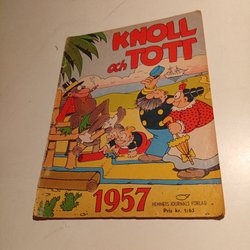 KNOLL
och
TOTT
1957
HEMMETS JOURNALS FÖRLAG